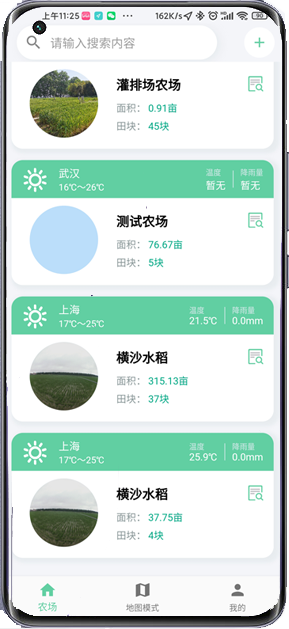 上午11:25 162K/s 90
请输入搜索内容
灌排场农场
面积： 0.91亩
田块： 45块
武汉 温度 降雨量
16℃～26℃ 暂无 暂无
测试农场
面积： 76.67亩
田块： 5块
上海 温度 降雨量
17℃～25℃ 21.5℃ 0.0mm
横沙水稻
面积： 315.13亩
田块： 37块
上海 温度 降雨量
17℃～25℃ 25.9℃ 0.0mm
横沙水稻
面积： 37.75亩
田块： 4块
农场 地图模式 我的